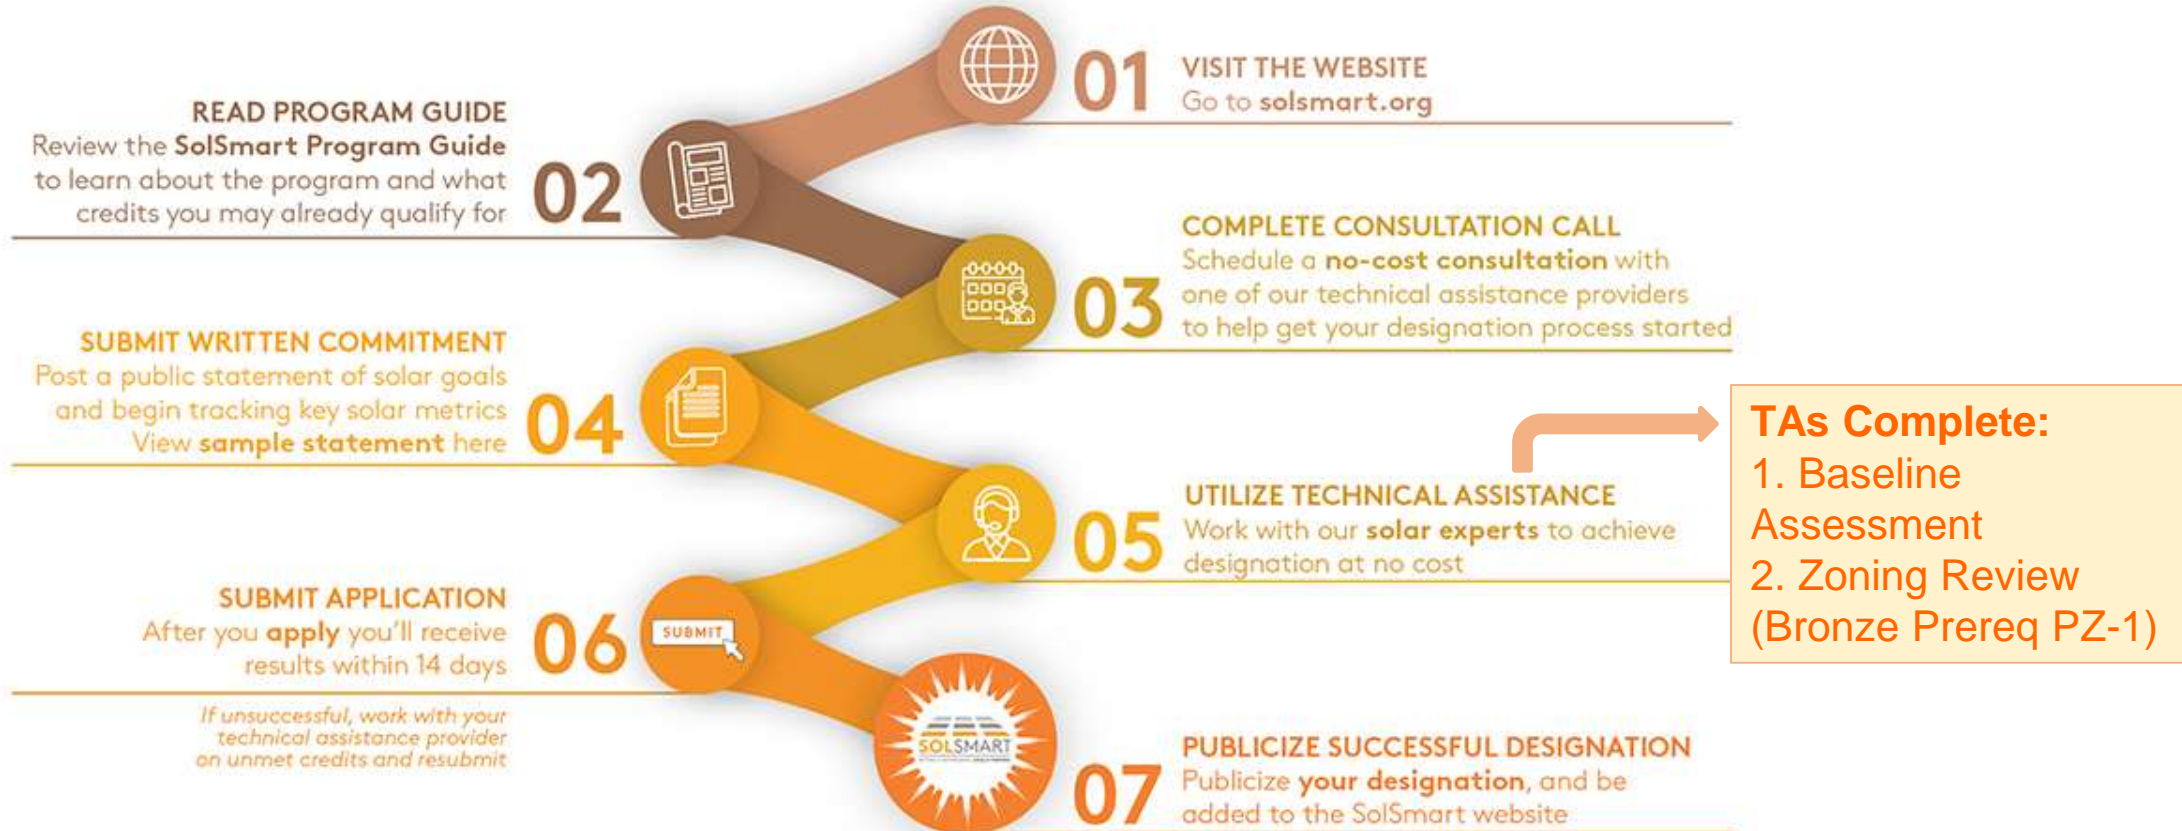 01
VISIT THE WEBSITE
Go to solsmart.org
READ PROGRAM GUIDE
Review the SolSmart Program Guide
to learn about the program and what
credits you may already qualify for
02
COMPLETE CONSULTATION CALL
Schedule a no-cost consultation with
one of our technical assistance providers
to help get your designation process started
03
SUBMIT WRITTEN COMMITMENT
Post a public statement of solar goals
and begin tracking key solar metrics
View sample statement here
04
UTILIZE TECHNICAL ASSISTANCE
Work with our solar experts to achieve
designation at no cost
05
TAs Complete:
1. Baseline
Assessment
2. Zoning Review
(Bronze Prereq PZ-1)
SUBMIT APPLICATION
After you apply you'll receive
results within 14 days
06
SUBMIT
If unsuccessful, work with your
technical assistance provider
on unmet credits and resubmit
SOLSMART
07
PUBLICIZE SUCCESSFUL DESIGNATION
Publicize your designation, and be
added to the SolSmart website